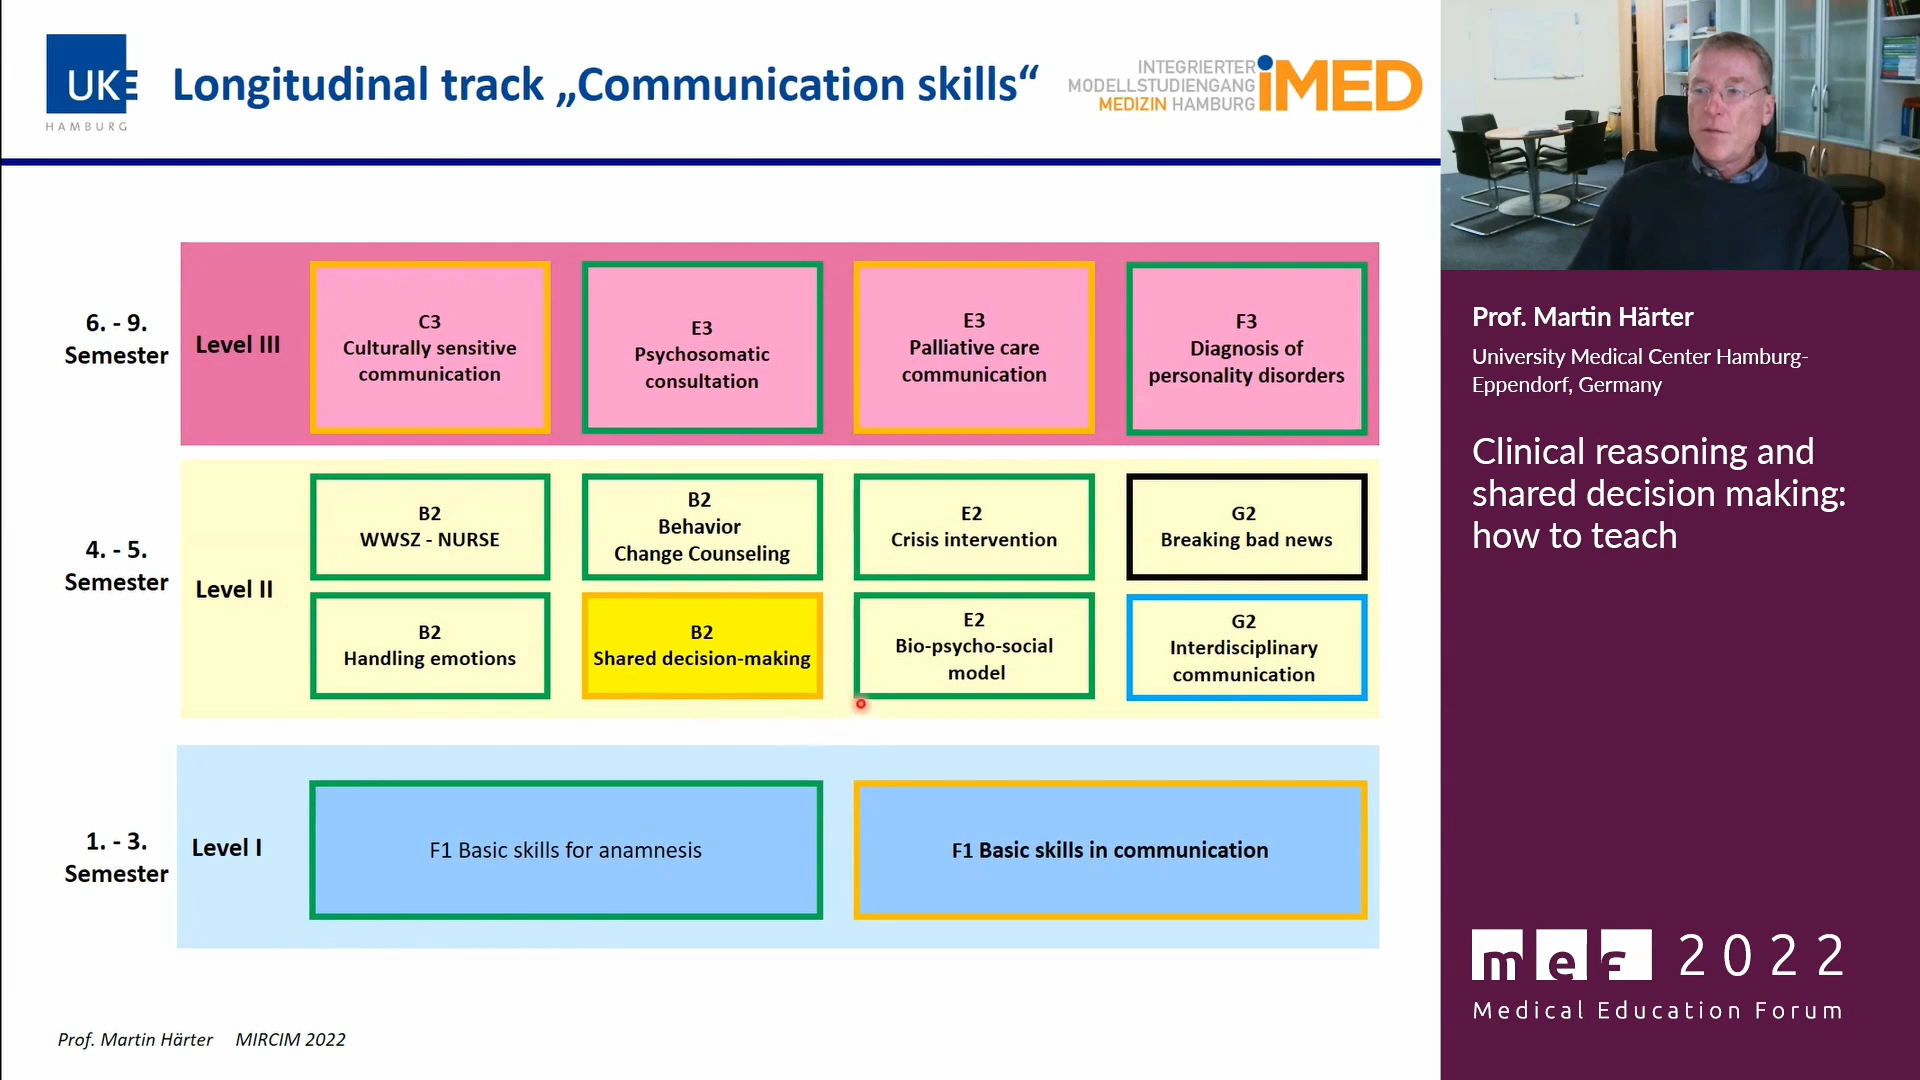 UKE
HAMBURG
Longitudinal track „Communication skills“
INTEGRIERTER
MODELLSTUDIENGANG
MEDIZIN HAMBURG
iMED
6. - 9.
Semester
Level III
C3
Culturally sensitive
communication
E3
Psychosomatic
consultation
E3
Palliative care
communication
F3
Diagnosis of
personality disorders
4. - 5.
Semester
Level II
B2
WWSZ - NURSE
B2
Behavior
Change Counseling
E2
Crisis intervention
G2
Breaking bad news
B2
Handling emotions
B2
Shared decision-making
E2
Bio-psycho-social
model
G2
Interdisciplinary
communication
1. - 3.
Semester
Level I
F1 Basic skills for anamnesis
F1 Basic skills in communication
Prof. Martin Härter MIRCIM 2022
Prof. Martin Härter
University Medical Center Hamburg-
Eppendorf, Germany
Clinical reasoning and
shared decision making:
how to teach
mef 2022
Medical Education Forum